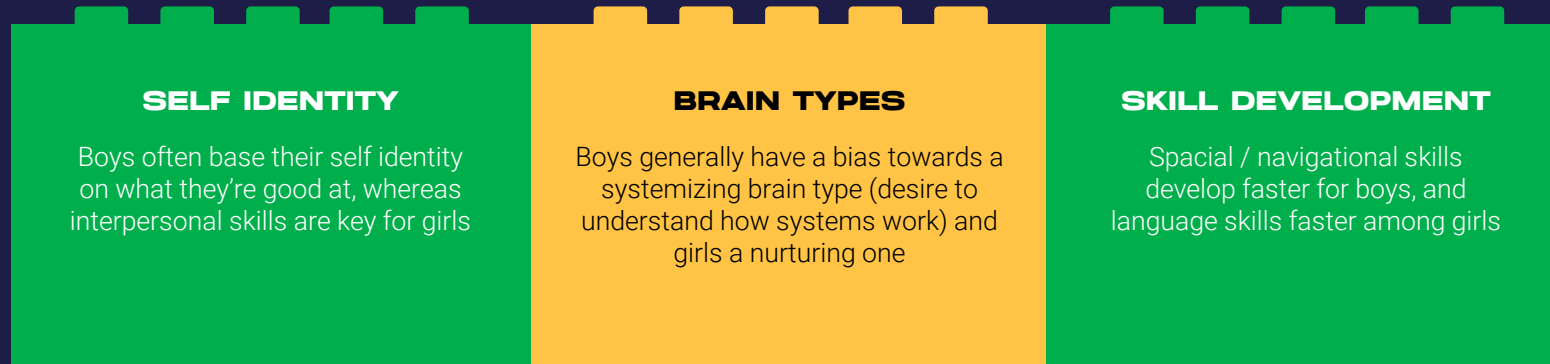 SELF IDENTITY
Boys often base their self identity
on what they're good at, whereas
interpersonal skills are key for girls
BRAIN TYPES
Boys generally have a bias towards a
systemizing brain type (desire to
understand how systems work) and
girls a nurturing one
SKILL DEVELOPMENT
Spacial / navigational skills
develop faster for boys, and
language skills faster among girls